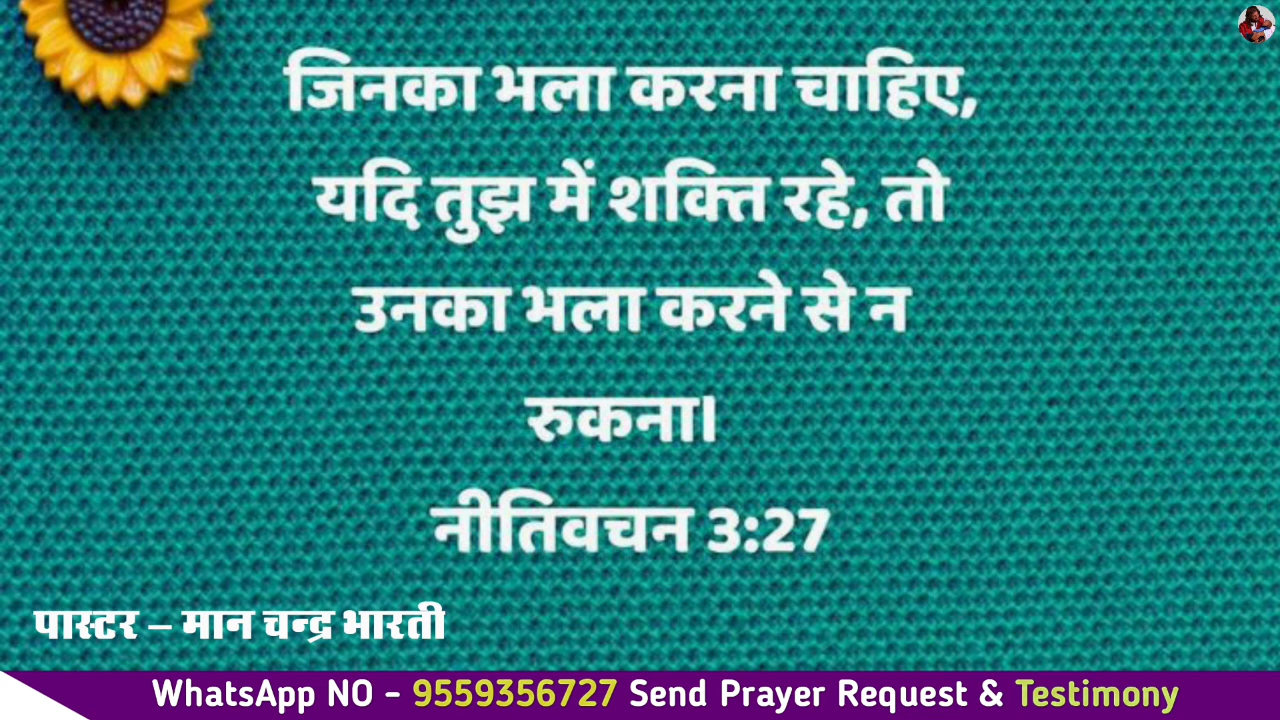 जिनका भला करना चाहिए,
यदि तुझ में शक्ति रहे, तो
उनका भला करने से न
रुकना।
नीतिवचन 3:27
पास्टर – मान चन्द्र भारती
WhatsApp NO - 9559356727 Send Prayer Request & Testimony